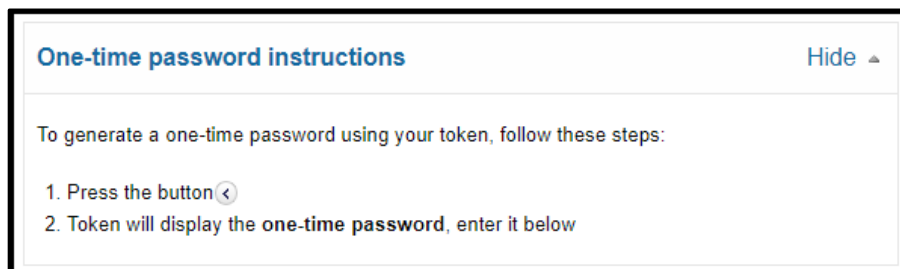 One-time password instructions Hide
To generate a one-time password using your token, follow these steps:
1. Press the button
2. Token will display the one-time password, enter it below